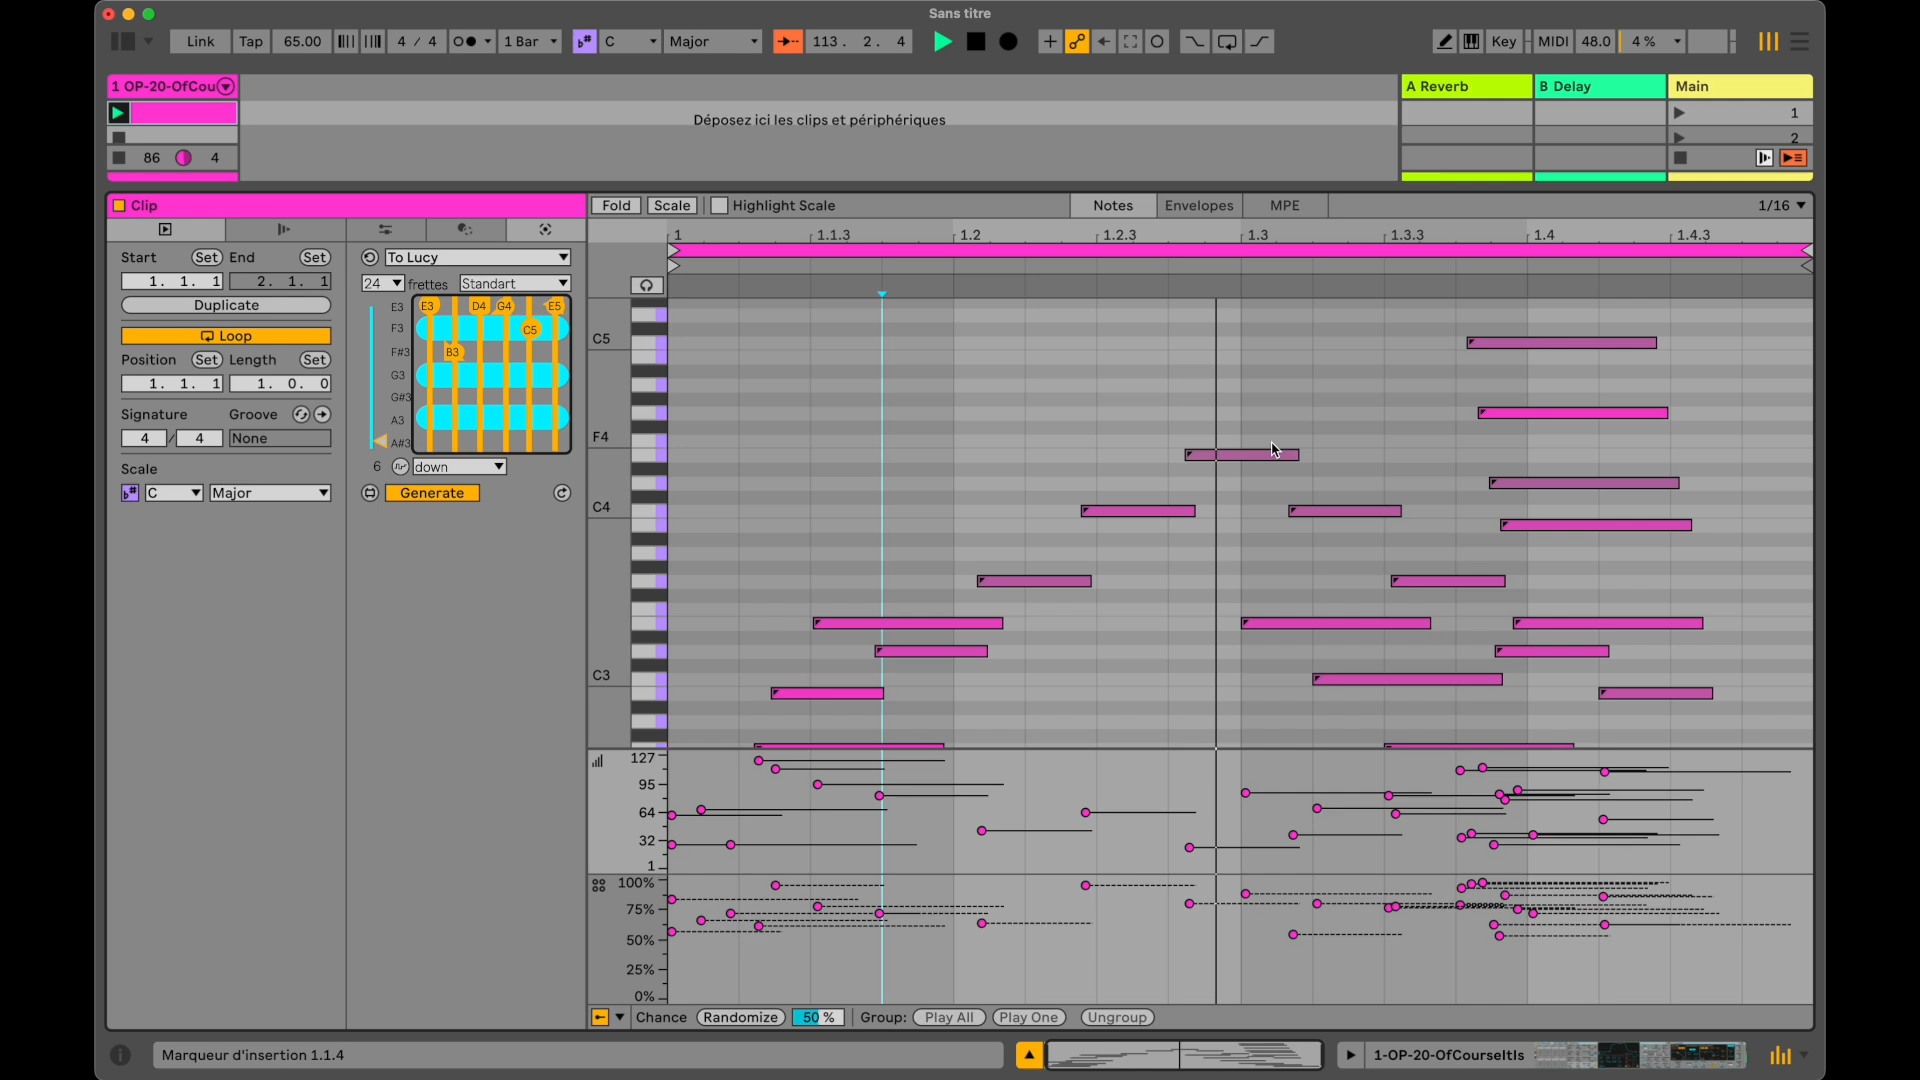 Sans titre
Link Tap 65.00 4 / 4 1 Bar C Major 113. 2. 4 Key MIDI 48.0 4 %
1 OP-20-OfCou A Reverb B Delay Main
1
Déposez ici les clips et périphériques
2
86 4
Clip Fold Scale Highlight Scale Notes Envelopes MPE 1/16
1 1.1.3 1.2 1.2.3 1.3 1.3.3 1.4 1.4.3
Start Set End Set
1. 1. 1 2. 1. 1
Duplicate
Loop
Position Set Length Set
1. 1. 1 1. 0. 0
Signature Groove
4 / 4 None
Scale
C Major
To Lucy
24 frettes Standart
E3 E3 D4 G4 E5
F3 C5
F#3 B3
G3
G#3
A3
A#3
6 down
Generate
C5
F4
C4
C3
127
95
64
32
1
100%
75%
50%
25%
0%
Chance Randomize 50 % Group: Play All Play One Ungroup
Marqueur d'insertion 1.1.4 1-OP-20-OfCourseItIs